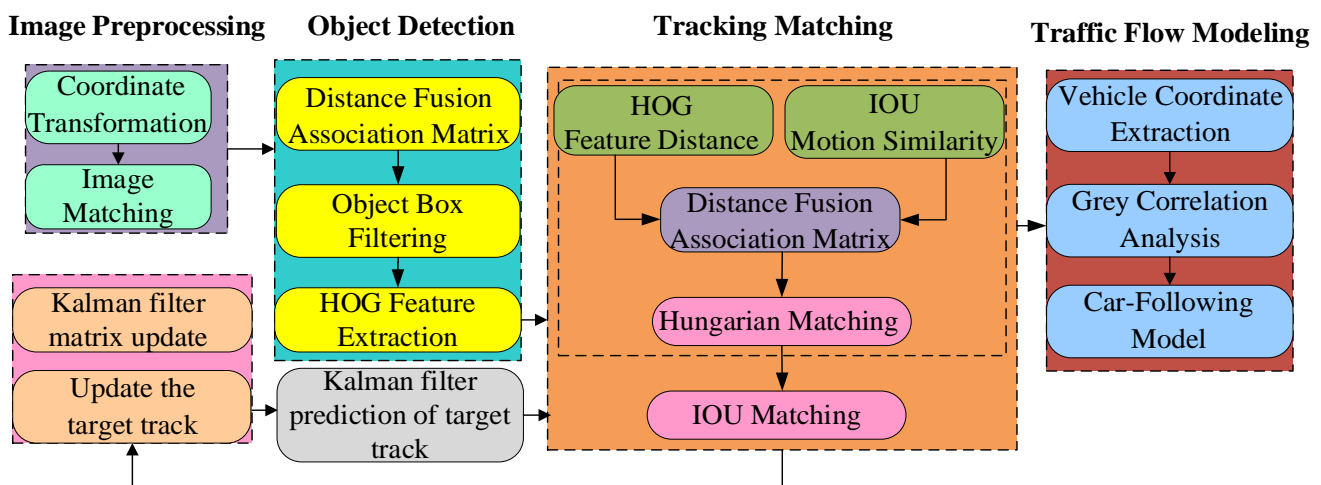 Image Preprocessing
Coordinate
Transformation
Image
Matching
Object Detection
Distance Fusion
Association Matrix
Object Box
Filtering
HOG Feature
Extraction
Tracking Matching
HOG
Feature Distance
IOU
Motion Similarity
Distance Fusion
Association Matrix
Hungarian Matching
IOU Matching
Traffic Flow Modeling
Vehicle Coordinate
Extraction
Grey Correlation
Analysis
Car-Following
Model
Kalman filter
matrix update
Update the
target track
Kalman filter
prediction of target
track